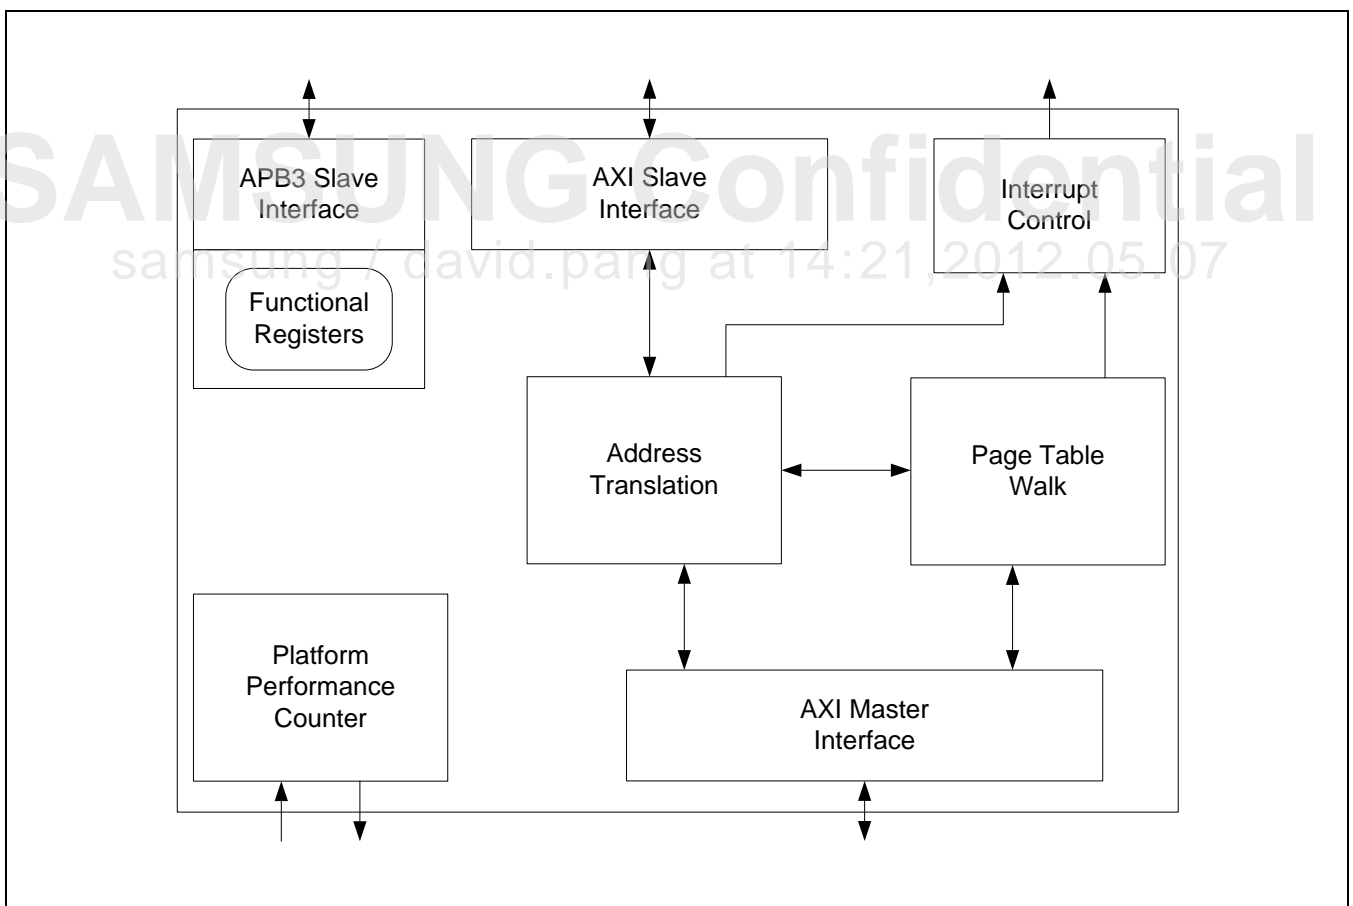 SAMSUNG Confidential
samsung / david.pang at 14:21,2012.05.07
APB3 Slave
Interface
AXI Slave
Interface
Interrupt
Control
Functional
Registers
Address
Translation
Page Table
Walk
Platform
Performance
Counter
AXI Master
Interface